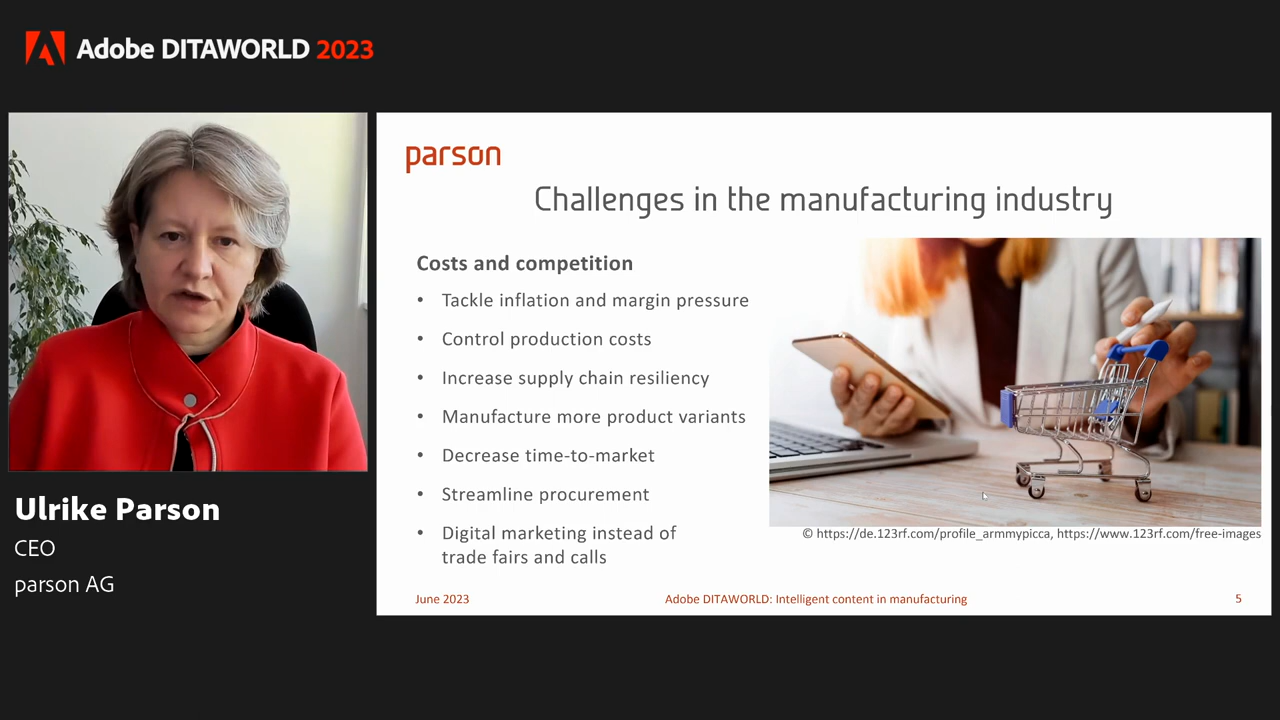 Adobe DITAWORLD 2023
parson
Challenges in the manufacturing industry
Costs and competition
• Tackle inflation and margin pressure
• Control production costs
• Increase supply chain resiliency
• Manufacture more product variants
• Decrease time-to-market
• Streamline procurement
• Digital marketing instead of
trade fairs and calls
© https://de.123rf.com/profile_armmypicca, https://www.123rf.com/free-images
June 2023
Adobe DITAWORLD: Intelligent content in manufacturing
5
Ulrike Parson
CEO
parson AG